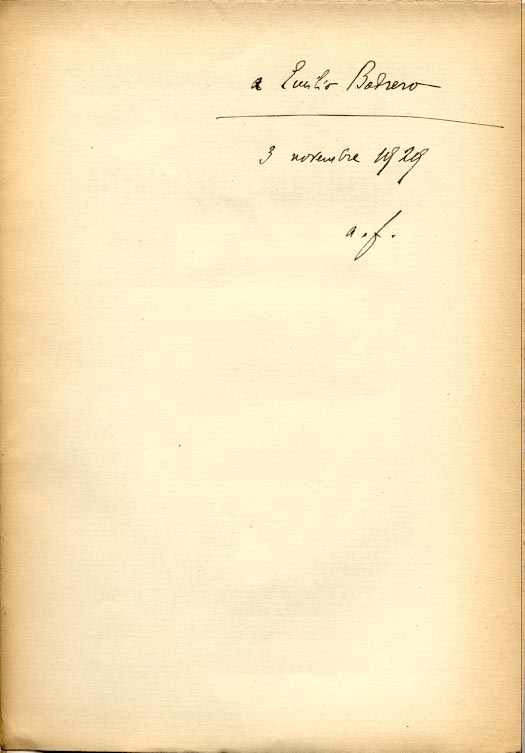 a Emilio Bodrero
3 novembre 1929
a. f.